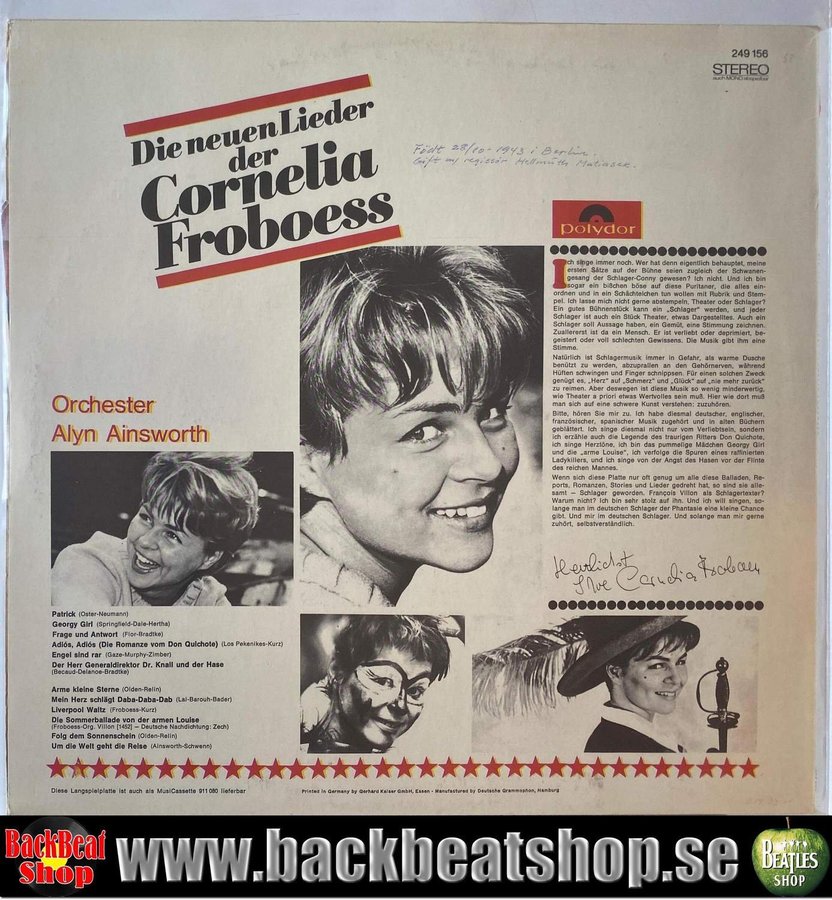 249 156
STEREO
auch MONO abspielbar
Die neuen Lieder
der
Cornelia
Froboess
Födt 28/10-1943 i Berlin.
Gift m/ regissör Hellmuth Matiasek.
polydor
Ich singe immer noch. Wer hat denn eigentlich behauptet, meine
ersten Sätze auf der Bühne seien zugleich der Schwanen-
gesang der Schlager-Conny gewesen? Ich nicht. Und ich bin
sogar ein bißchen böse auf diese Puritaner, die alles ein-
ordnen und in ein Schächtelchen tun wollen mit Rubrik und Stem-
pel. Ich lasse mich nicht gerne abstempeln. Theater oder Schlager?
Ein gutes Bühnenstück kann ein „Schlager" werden, und jeder
Schlager ist auch ein Stück Theater, etwas Dargestelltes. Auch ein
Schlager soll Aussage haben, ein Gemüt, eine Stimmung zeichnen.
Zuallererst ist da ein Mensch. Er ist verliebt oder deprimiert, be-
geistert oder voll schlechten Gewissens. Die Musik gibt ihm eine
Stimme.
Natürlich ist Schlagermusik immer in Gefahr, als warme Dusche
benützt zu werden, abzuprallen an den Gehörnerven, während
Hüften schwingen und Finger schnippsen. Für einen solchen Zweck
genügt es, „Herz" auf „Schmerz" und „Glück" auf „nie mehr zurück"
zu reimen. Aber deswegen ist diese Musik so wenig minderwertig,
wie Theater a priori etwas Wertvolles sein muß. Hier wie dort muß
man sich auf eine schwere Kunst verstehen: zuzuhören.
Bitte, hören Sie mir zu. Ich habe diesmal deutscher, englischer,
französischer, spanischer Musik zugehört und in alten Büchern
geblättert. Ich singe diesmal nicht nur vom Verliebtsein, sondern
ich erzähle auch die Legende des traurigen Ritters Don Quichote,
ich singe Herztöne, ich bin das pummelige Mädchen Georgy Girl
und die „arme Louise", ich verfolge die Spuren eines raffinierten
Ladykillers, und ich singe von der Angst des Hasen vor der Flinte
des reichen Mannes.
Wenn sich diese Platte nur oft genug um alle diese Balladen, Re-
ports, Romanzen, Stories und Lieder gedreht hat, so sind sie alle-
samt — Schlager geworden. François Villon als Schlagertexter?
Warum nicht? Ich bin sehr stolz auf ihn. Und ich will singen, so-
lange man im deutschen Schlager der Phantasie eine kleine Chance
gibt. Und mir im deutschen Schlager. Und solange man mir gerne
zuhört, selbstverständlich.
Herzlichst
Ihre Cornelia Froboess
Orchester
Alyn Ainsworth
Patrick (Oster-Neumann)
Georgy Girl (Springfield-Dale-Hertha)
Frage und Antwort (Flor-Bradtke)
Adiós, Adiós (Die Romanze vom Don Quichote) (Los Pekenikes-Kurz)
Engel sind rar (Gaze-Murphy-Zimber)
Der Herr Generaldirektor Dr. Knall und der Hase
(Becaud-Delanoe-Bradtke)
Arme kleine Sterne (Olden-Relin)
Mein Herz schlägt Daba-Daba-Dab (Lai-Barouh-Bader)
Liverpool Waltz (Froboess-Kurz)
Die Sommerballade von der armen Louise
(Froboess-Org. Villon [1452] — Deutsche Nachdichtung: Zech)
Folg dem Sonnenschein (Olden-Relin)
Um die Welt geht die Reise (Ainsworth-Schwenn)
Diese Langspielplatte ist auch als MusiCassette 911 080 lieferbar
Printed in Germany by Gerhard Kaiser GmbH, Essen - Manufactured by Deutsche Grammophon, Hamburg
BackBeat
Shop
www.backbeatshop.se
BEATLES
SHOP